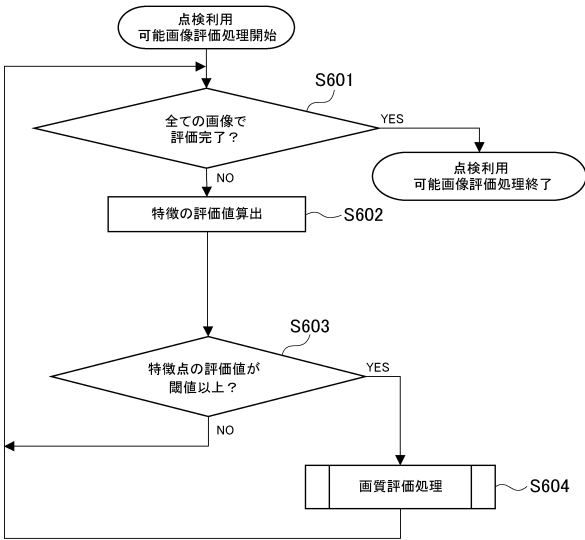 点検利用
可能画像評価処理開始
S601
全ての画像で
評価完了？
YES
点検利用
可能画像評価処理終了
NO
特徴の評価値算出
S602
S603
特徴点の評価値が
閾値以上？
YES
NO
画質評価処理
S604